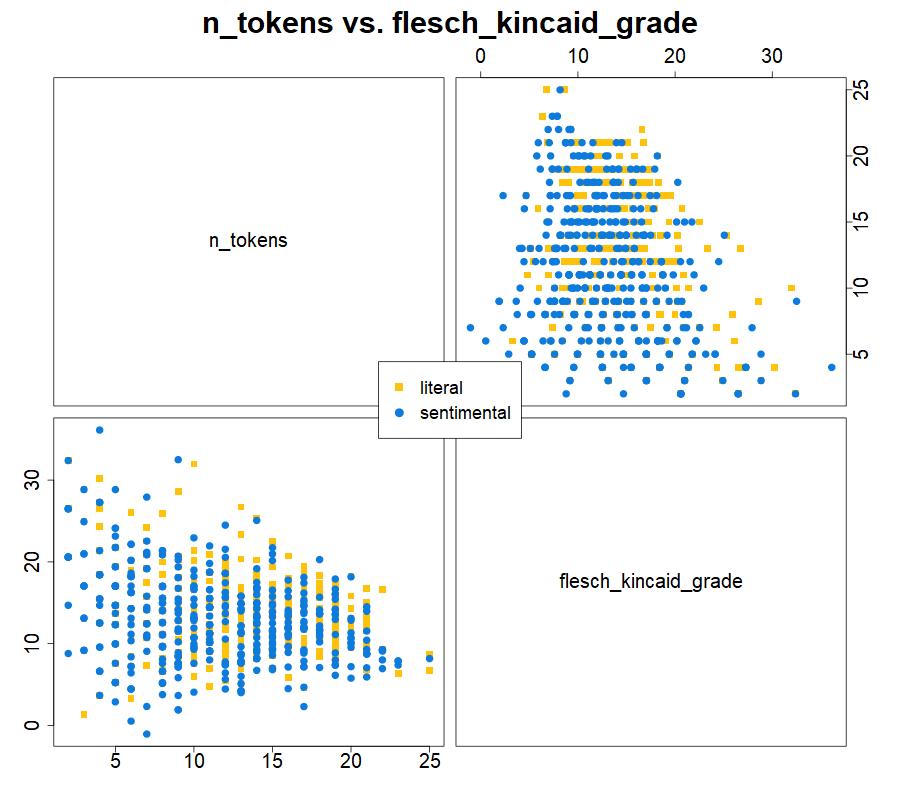 n_tokens vs. flesch_kincaid_grade
0 10 20 30
n_tokens
25
20
15
10
5
literal
sentimental
30
20
10
0
flesch_kincaid_grade
5 10 15 20 25